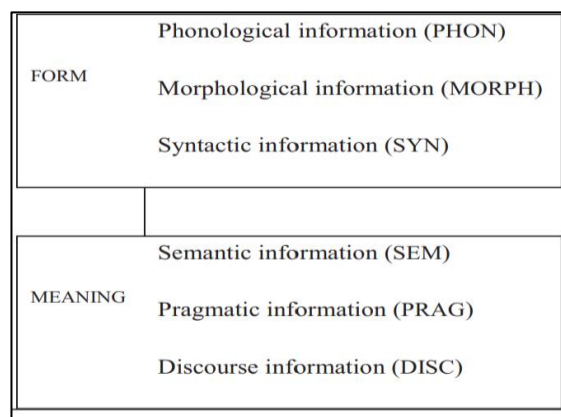 Phonological information (PHON)
FORM
Morphological information (MORPH)
Syntactic information (SYN)
Semantic information (SEM)
MEANING
Pragmatic information (PRAG)
Discourse information (DISC)